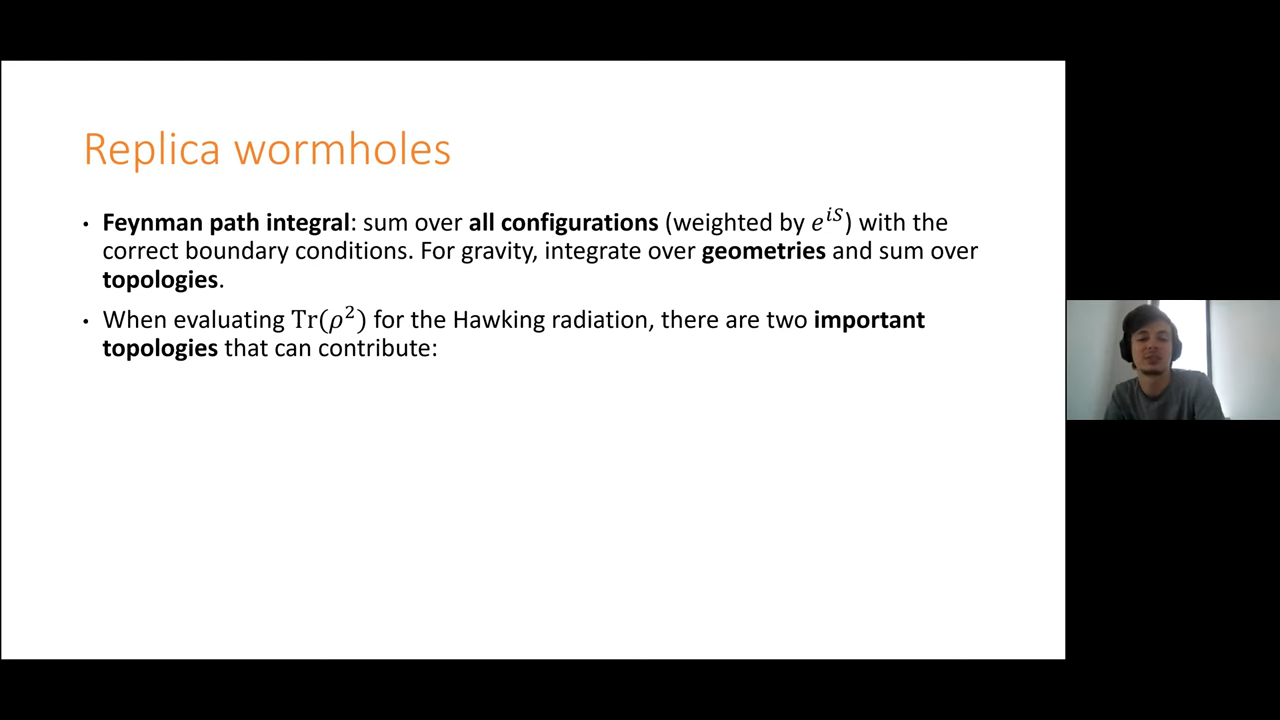 Replica wormholes
• Feynman path integral: sum over all configurations (weighted by e^{iS}) with the
correct boundary conditions. For gravity, integrate over geometries and sum over
topologies.
• When evaluating Tr(ρ²) for the Hawking radiation, there are two important
topologies that can contribute: